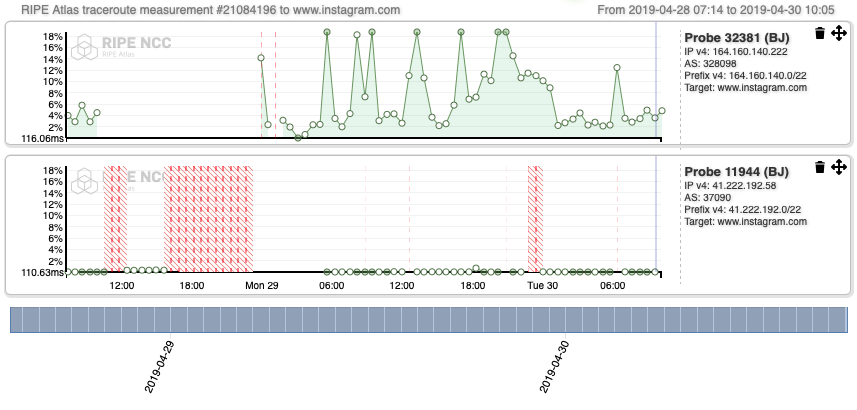 RIPE Atlas traceroute measurement #21084196 to www.instagram.com
From 2019-04-28 07:14 to 2019-04-30 10:05
18%
16%
14%
12%
10%
8%
6%
4%
2%
116.06ms
RIPE NCC
RIPE Atlas
Probe 32381 (BJ)
IP v4: 164.160.140.222
AS: 328098
Prefix v4: 164.160.140.0/22
Target: www.instagram.com
18%
16%
14%
12%
10%
8%
6%
4%
2%
110.63ms
NCC
Probe 11944 (BJ)
IP v4: 41.222.192.58
AS: 37090
Prefix v4: 41.222.192.0/22
Target: www.instagram.com
12:00 18:00 Mon 29 06:00 12:00 18:00 Tue 30 06:00
2019-04-29
2019-04-30